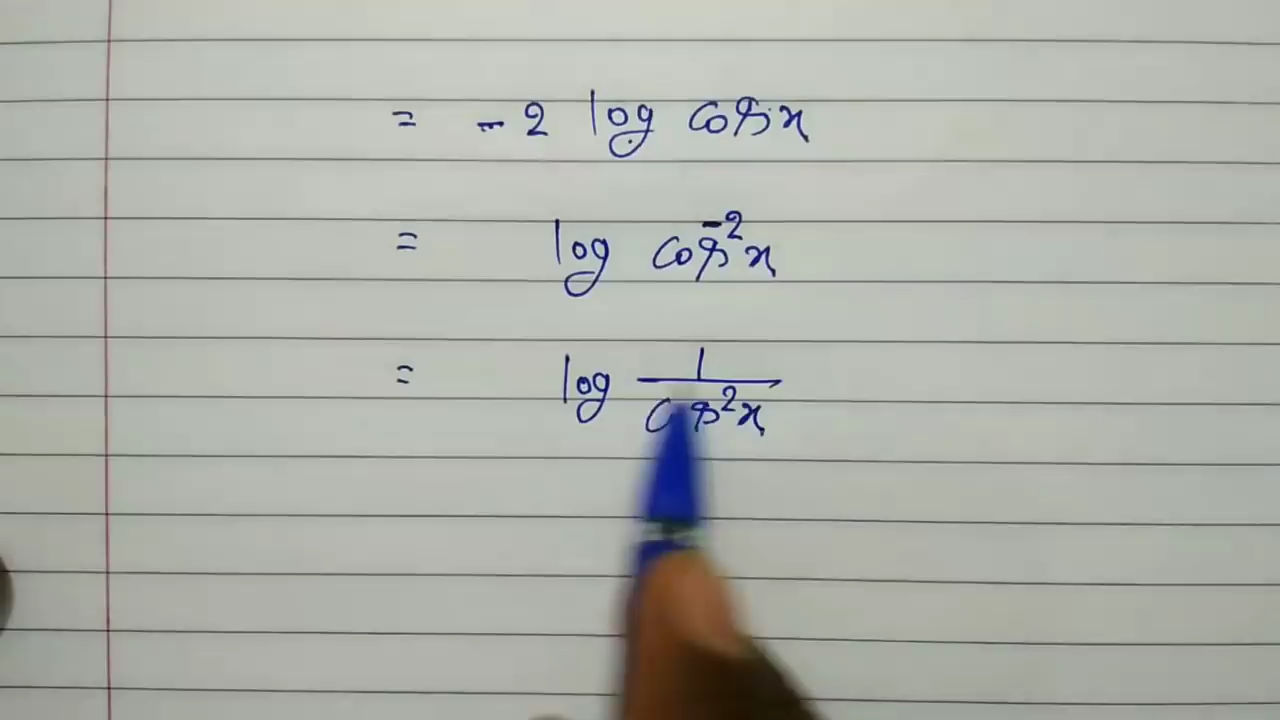 = -2 log cos x
= log cos⁻²x
= log 1/cos²x